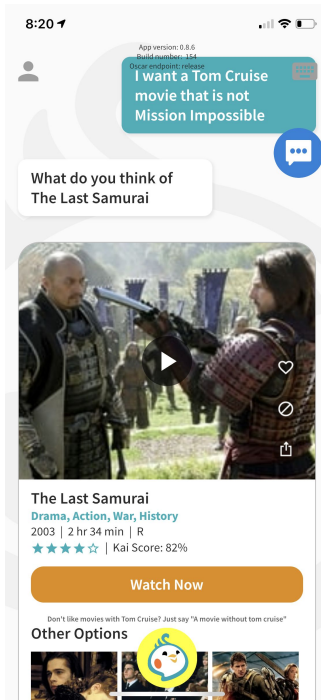 8:20
App version: 0.8.6
Build number: 154
Oscar endpoint: release
I want a Tom Cruise
movie that is not
Mission Impossible
What do you think of
The Last Samurai
The Last Samurai
Drama, Action, War, History
2003 | 2 hr 34 min | R
| Kai Score: 82%
Watch Now
Don't like movies with Tom Cruise? Just say "A movie without tom cruise"
Other Options